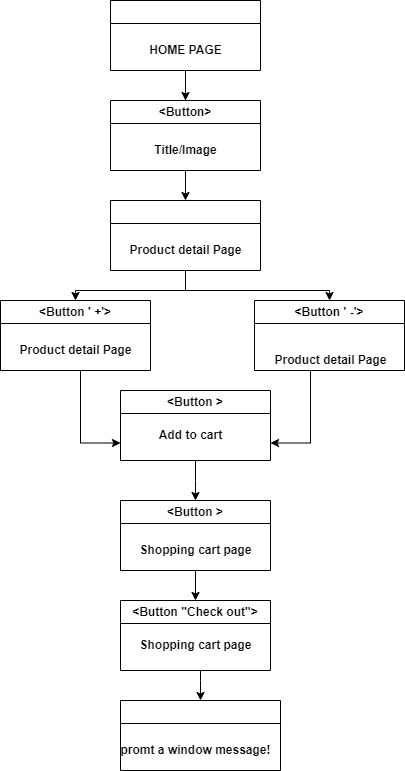 HOME PAGE
<Button>
Title/Image
Product detail Page
<Button ' +'>
Product detail Page
<Button ' -'>
Product detail Page
<Button >
Add to cart
<Button >
Shopping cart page
<Button "Check out">
Shopping cart page
promt a window message!